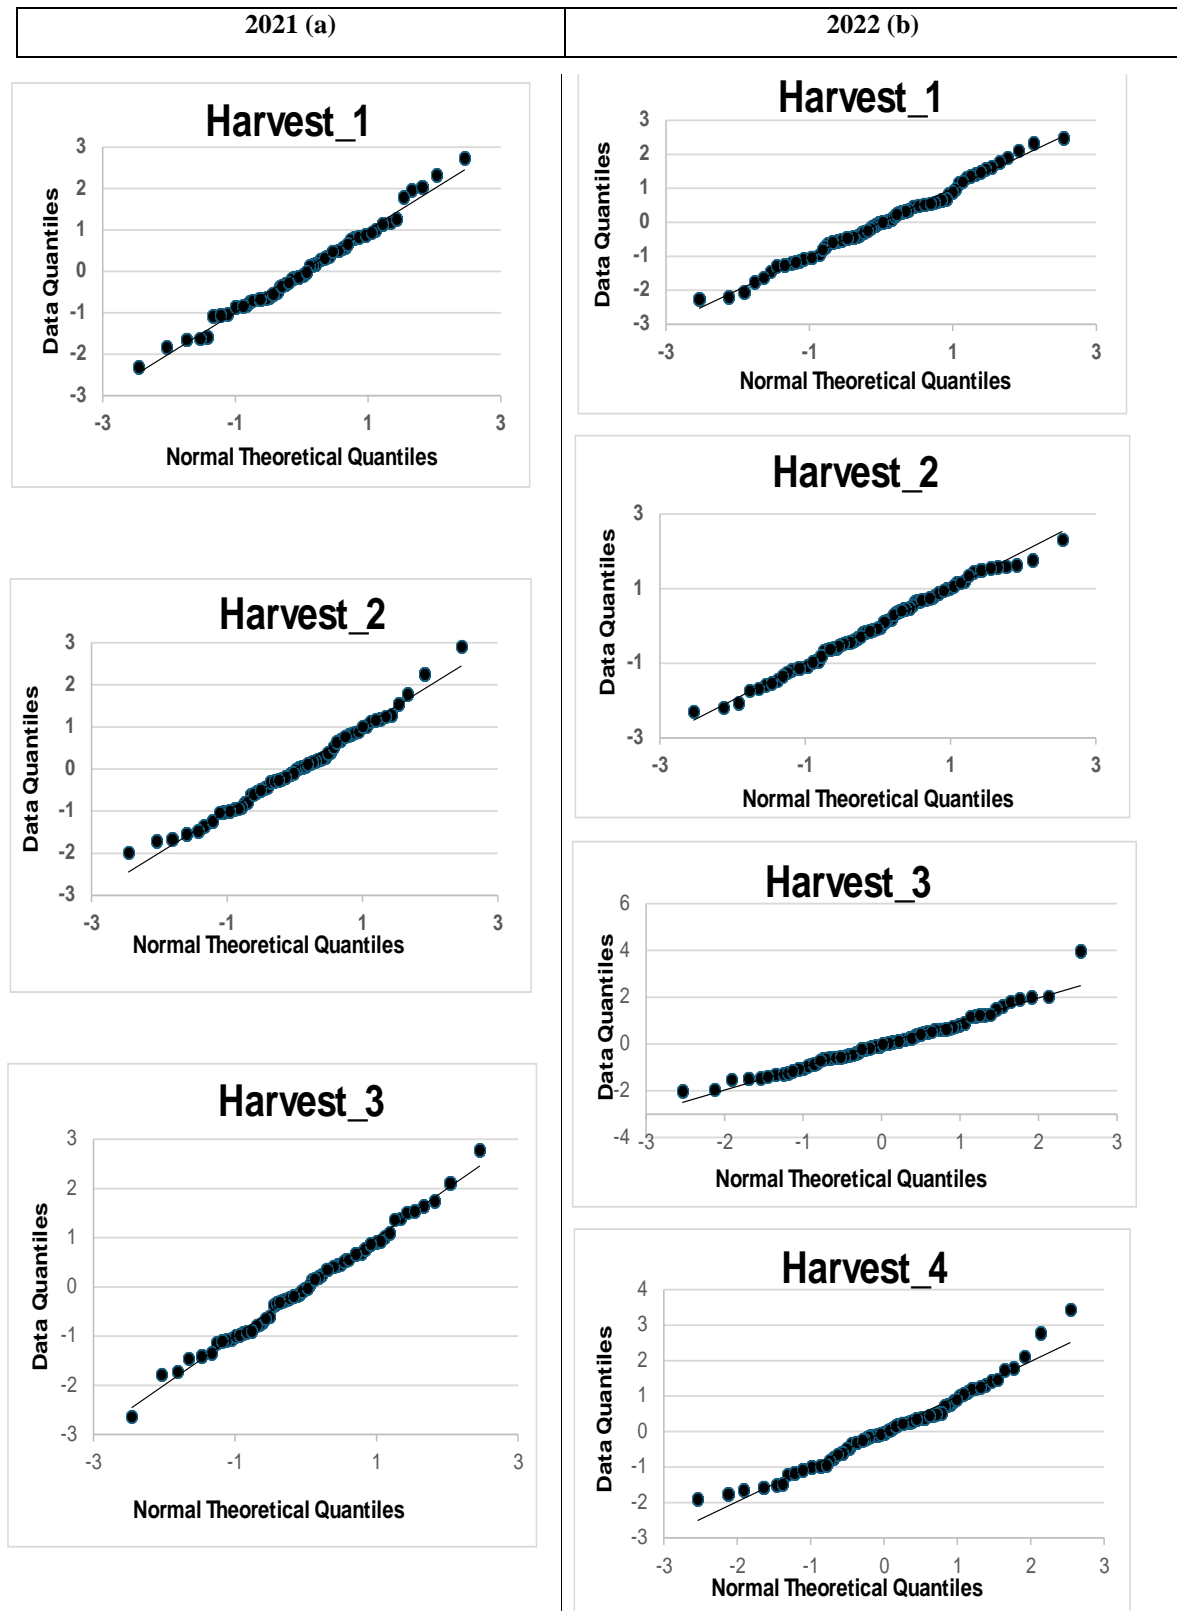 2021 (a)
2022 (b)
Harvest_1
Data Quantiles
3
2
1
0
-1
-2
-3
-3 -1 1 3
Normal Theoretical Quantiles
Harvest_2
Data Quantiles
3
2
1
0
-1
-2
-3
-3 -1 1 3
Normal Theoretical Quantiles
Harvest_3
Data Quantiles
3
2
1
0
-1
-2
-3
-3 -1 1 3
Normal Theoretical Quantiles
Harvest_1
Data Quantiles
3
2
1
0
-1
-2
-3
-3 -1 1 3
Normal Theoretical Quantiles
Harvest_2
Data Quantiles
3
1
-1
-3
-3 -1 1 3
Normal Theoretical Quantiles
Harvest_3
Data Quantiles
6
4
2
0
-2
-4
-3 -2 -1 0 1 2 3
Normal Theoretical Quantiles
Harvest_4
Data Quantiles
4
3
2
1
0
-1
-2
-3
-3 -2 -1 0 1 2 3
Normal Theoretical Quantiles